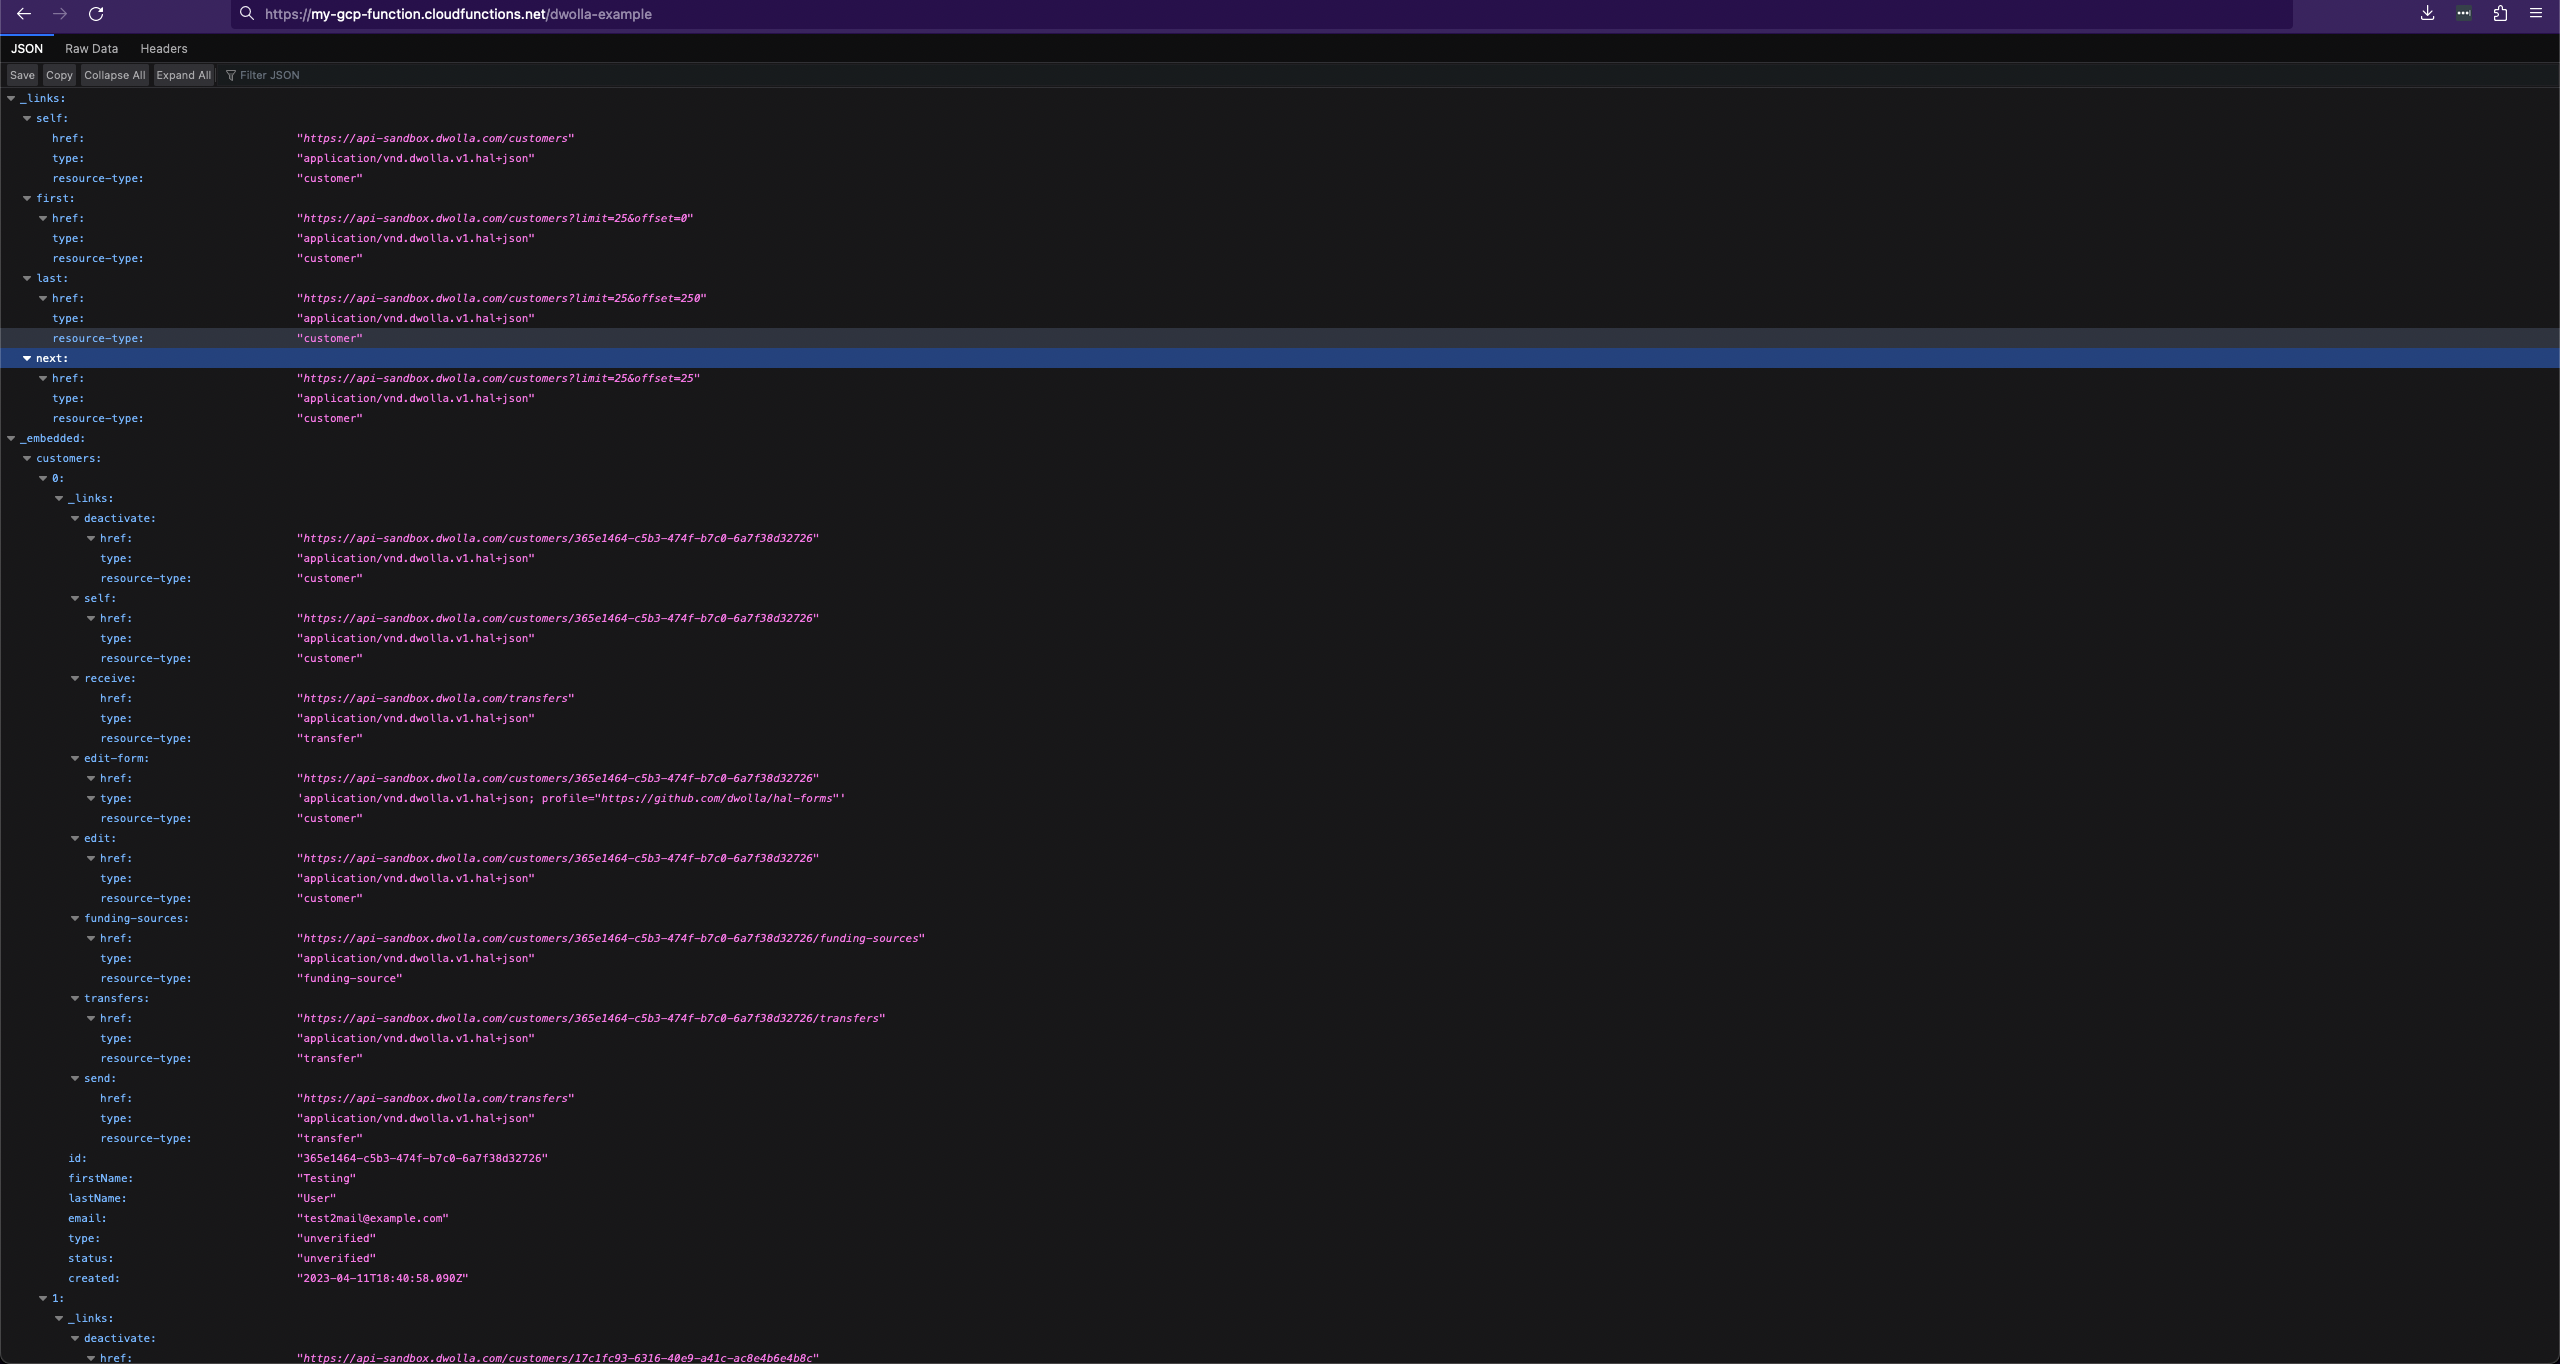 https://my-gcp-function.cloudfunctions.net/dwolla-example
JSON Raw Data Headers
Save Copy Collapse All Expand All Filter JSON
_links:
self:
href: "https://api-sandbox.dwolla.com/customers"
type: "application/vnd.dwolla.v1.hal+json"
resource-type: "customer"
first:
href: "https://api-sandbox.dwolla.com/customers?limit=25&offset=0"
type: "application/vnd.dwolla.v1.hal+json"
resource-type: "customer"
last:
href: "https://api-sandbox.dwolla.com/customers?limit=25&offset=250"
type: "application/vnd.dwolla.v1.hal+json"
resource-type: "customer"
next:
href: "https://api-sandbox.dwolla.com/customers?limit=25&offset=25"
type: "application/vnd.dwolla.v1.hal+json"
resource-type: "customer"
_embedded:
customers:
0:
_links:
deactivate:
href: "https://api-sandbox.dwolla.com/customers/365e1464-c5b3-474f-b7c0-6a7f38d32726"
type: "application/vnd.dwolla.v1.hal+json"
resource-type: "customer"
self:
href: "https://api-sandbox.dwolla.com/customers/365e1464-c5b3-474f-b7c0-6a7f38d32726"
type: "application/vnd.dwolla.v1.hal+json"
resource-type: "customer"
receive:
href: "https://api-sandbox.dwolla.com/transfers"
type: "application/vnd.dwolla.v1.hal+json"
resource-type: "transfer"
edit-form:
href: "https://api-sandbox.dwolla.com/customers/365e1464-c5b3-474f-b7c0-6a7f38d32726"
type: 'application/vnd.dwolla.v1.hal+json; profile="https://github.com/dwolla/hal-forms"'
resource-type: "customer"
edit:
href: "https://api-sandbox.dwolla.com/customers/365e1464-c5b3-474f-b7c0-6a7f38d32726"
type: "application/vnd.dwolla.v1.hal+json"
resource-type: "customer"
funding-sources:
href: "https://api-sandbox.dwolla.com/customers/365e1464-c5b3-474f-b7c0-6a7f38d32726/funding-sources"
type: "application/vnd.dwolla.v1.hal+json"
resource-type: "funding-source"
transfers:
href: "https://api-sandbox.dwolla.com/customers/365e1464-c5b3-474f-b7c0-6a7f38d32726/transfers"
type: "application/vnd.dwolla.v1.hal+json"
resource-type: "transfer"
send:
href: "https://api-sandbox.dwolla.com/transfers"
type: "application/vnd.dwolla.v1.hal+json"
resource-type: "transfer"
id: "365e1464-c5b3-474f-b7c0-6a7f38d32726"
firstName: "Testing"
lastName: "User"
email: "test2mail@example.com"
type: "unverified"
status: "unverified"
created: "2023-04-11T18:40:58.090Z"
1:
_links:
deactivate:
href: "https://api-sandbox.dwolla.com/customers/17c1fc93-6316-40e9-a41c-ac8e4b6e4b8c"